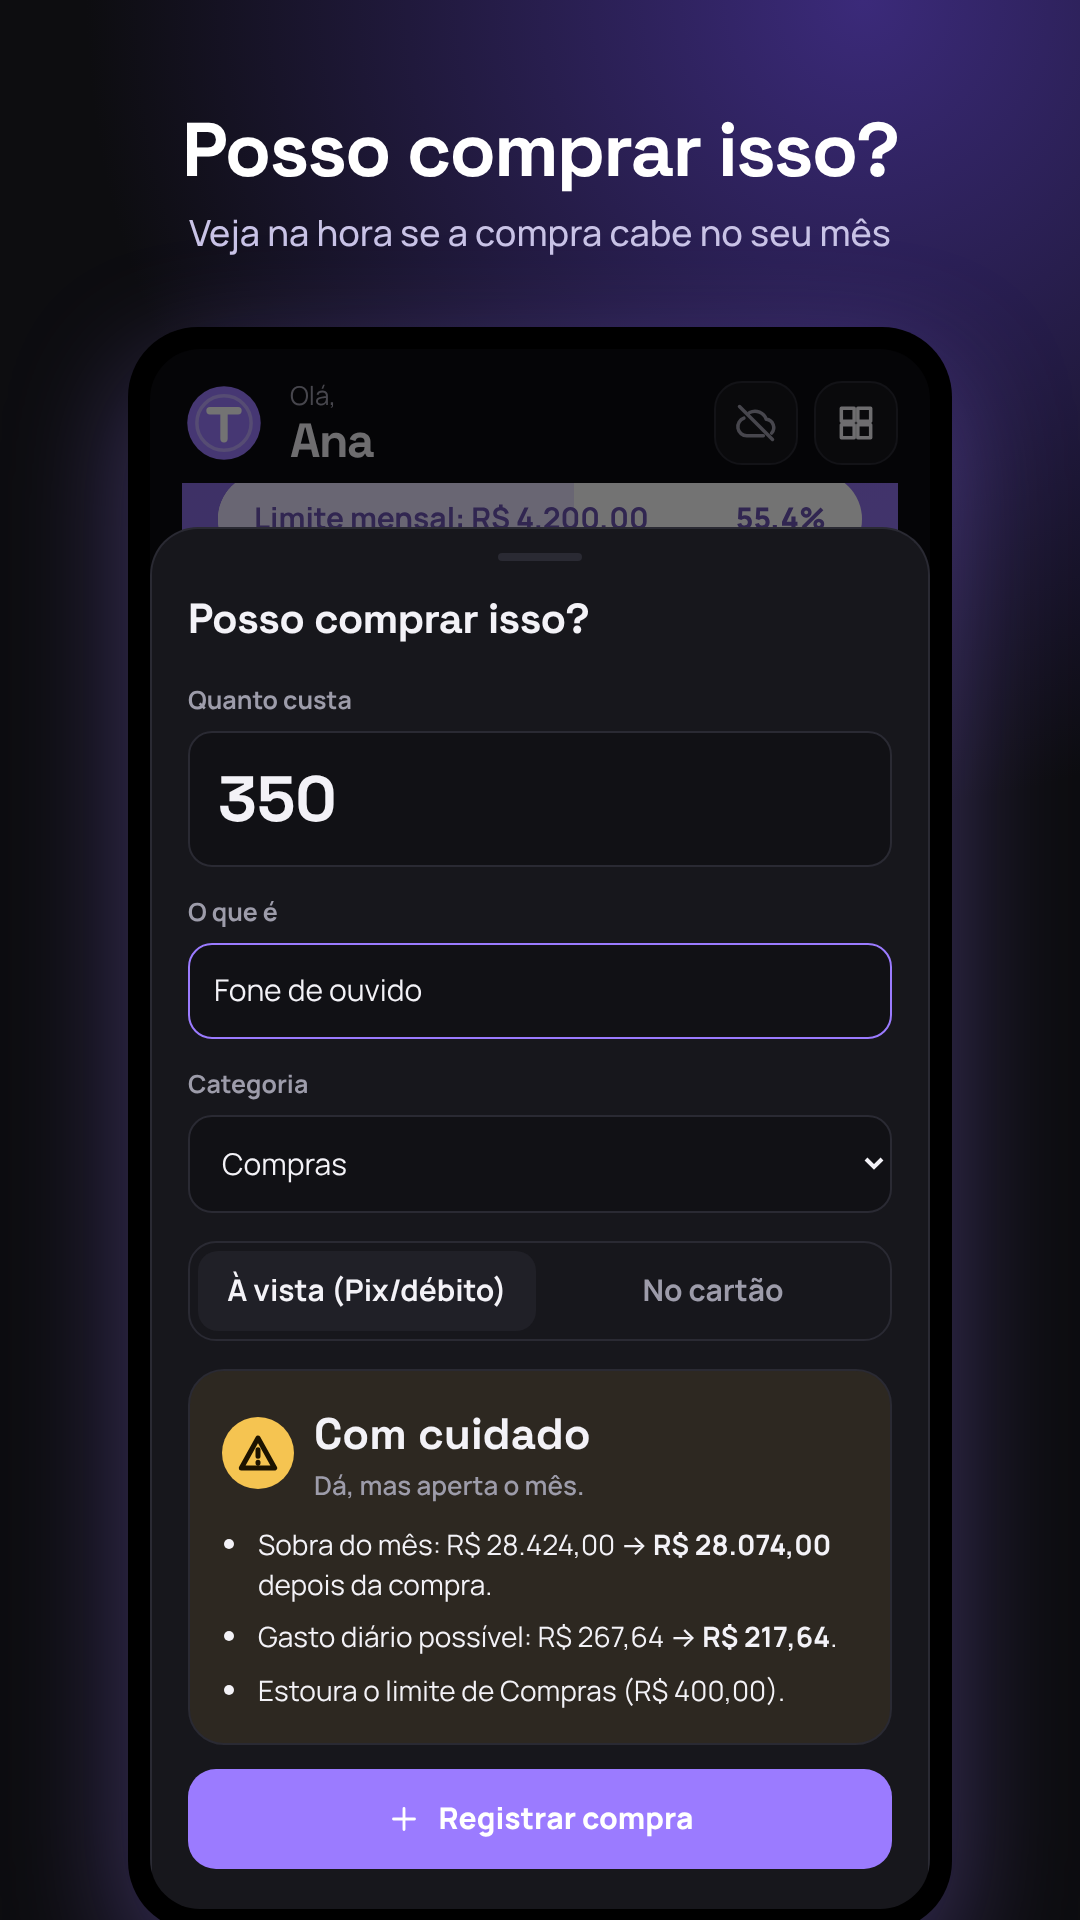 Posso comprar isso?
Veja na hora se a compra cabe no seu mês
T
Olá,
Ana
Limite mensal: R$ 4.200,00 55,4%
Posso comprar isso?
Quanto custa
350
O que é
Fone de ouvido
Categoria
Compras
À vista (Pix/débito) No cartão
Com cuidado
Dá, mas aperta o mês.
• Sobra do mês: R$ 28.424,00 → R$ 28.074,00
depois da compra.
• Gasto diário possível: R$ 267,64 → R$ 217,64.
• Estoura o limite de Compras (R$ 400,00).
+ Registrar compra